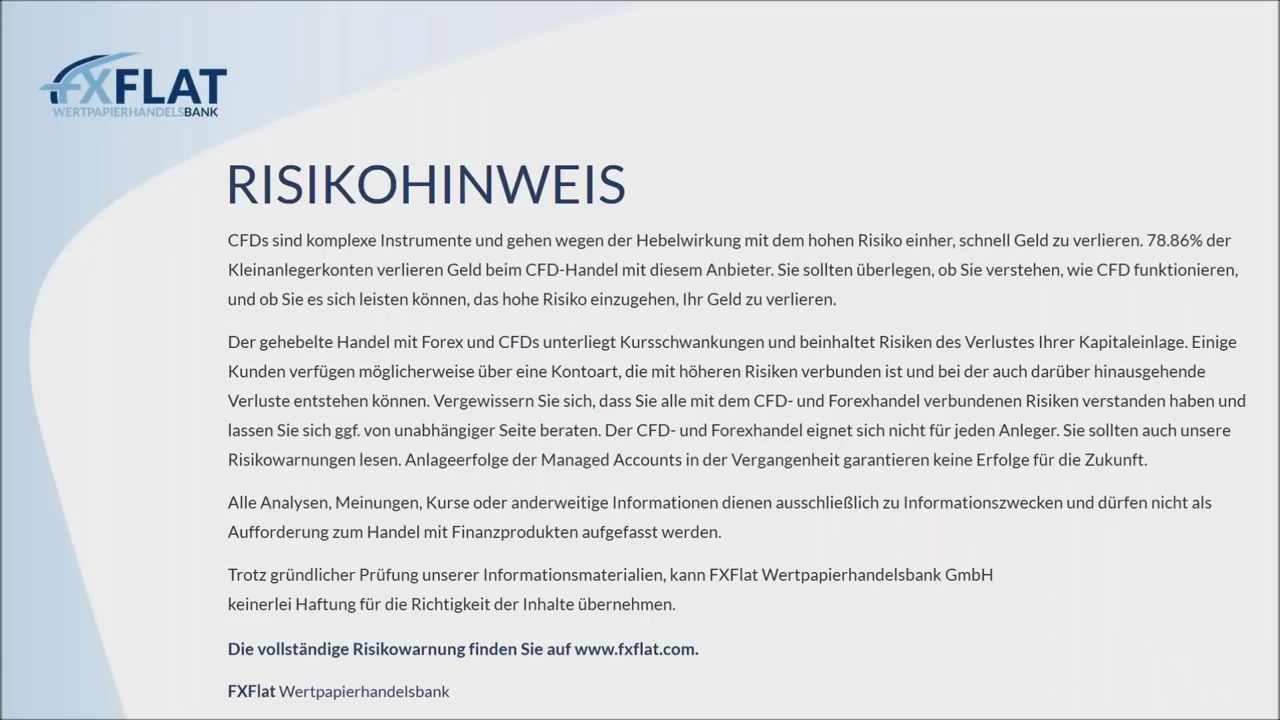 FXFLAT
WERTPAPIERHANDELSBANK
RISIKOHINWEIS
CFDs sind komplexe Instrumente und gehen wegen der Hebelwirkung mit dem hohen Risiko einher, schnell Geld zu verlieren. 78.86% der
Kleinanlegerkonten verlieren Geld beim CFD-Handel mit diesem Anbieter. Sie sollten überlegen, ob Sie verstehen, wie CFD funktionieren,
und ob Sie es sich leisten können, das hohe Risiko einzugehen, Ihr Geld zu verlieren.
Der gehebelte Handel mit Forex und CFDs unterliegt Kursschwankungen und beinhaltet Risiken des Verlustes Ihrer Kapitaleinlage. Einige
Kunden verfügen möglicherweise über eine Kontoart, die mit höheren Risiken verbunden ist und bei der auch darüber hinausgehende
Verluste entstehen können. Vergewissern Sie sich, dass Sie alle mit dem CFD- und Forexhandel verbundenen Risiken verstanden haben und
lassen Sie sich ggf. von unabhängiger Seite beraten. Der CFD- und Forexhandel eignet sich nicht für jeden Anleger. Sie sollten auch unsere
Risikowarnungen lesen. Anlageerfolge der Managed Accounts in der Vergangenheit garantieren keine Erfolge für die Zukunft.
Alle Analysen, Meinungen, Kurse oder anderweitige Informationen dienen ausschließlich zu Informationszwecken und dürfen nicht als
Aufforderung zum Handel mit Finanzprodukten aufgefasst werden.
Trotz gründlicher Prüfung unserer Informationsmaterialien, kann FXFlat Wertpapierhandelsbank GmbH
keinerlei Haftung für die Richtigkeit der Inhalte übernehmen.
Die vollständige Risikowarnung finden Sie auf www.fxflat.com.
FXFlat Wertpapierhandelsbank